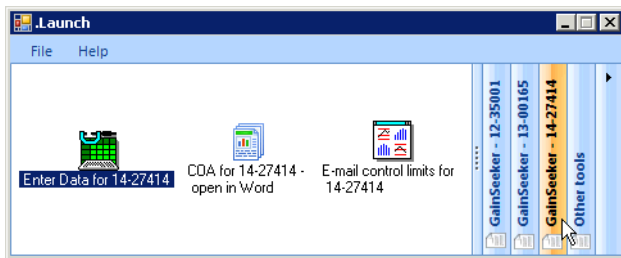 .Launch
File Help
Enter Data for 14-27414
COA for 14-27414 -
open in Word
E-mail control limits for
14-27414
GainSeeker - 12-35001
GainSeeker - 13-00165
GainSeeker - 14-27414
Other tools